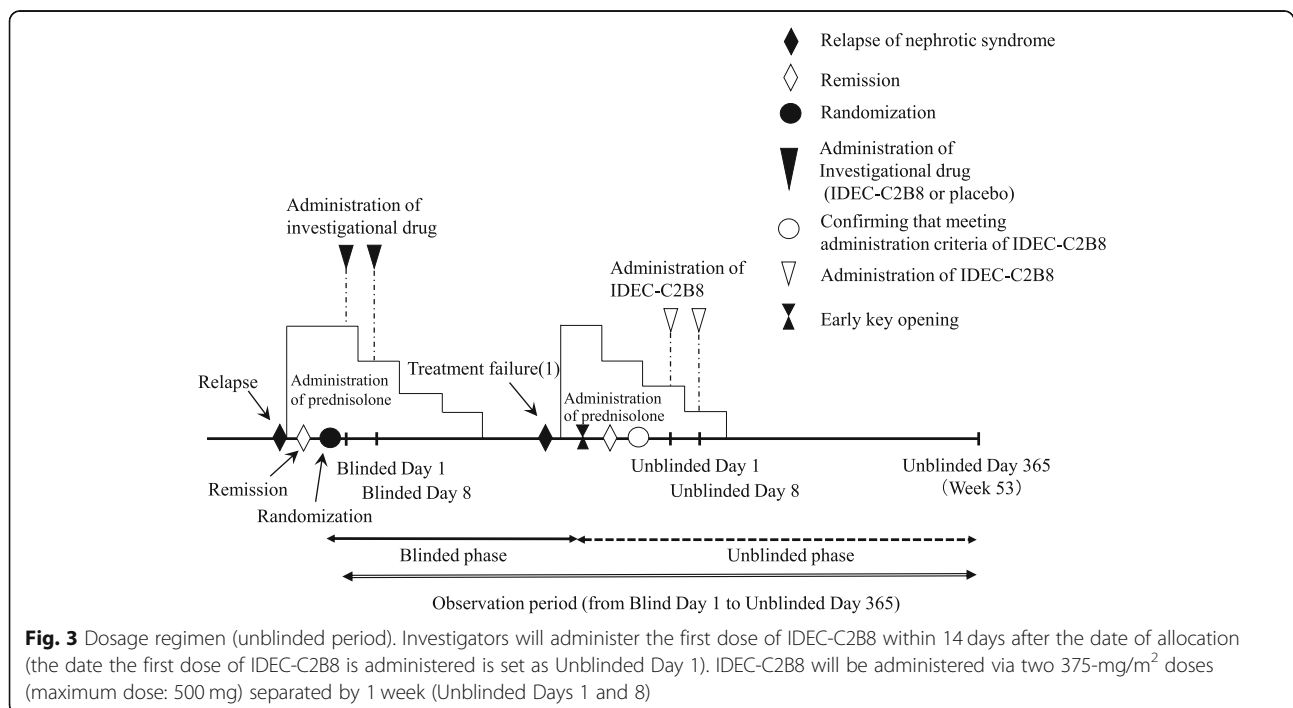 Relapse of nephrotic syndrome
Remission
Randomization
Administration of
Investigational drug
(IDEC-C2B8 or placebo)
Confirming that meeting
administration criteria of IDEC-C2B8
Administration of IDEC-C2B8
Early key opening
Administration of
investigational drug
Administration of
IDEC-C2B8
Treatment failure(1)
Relapse
Administration
of prednisolone
Administration
of prednisolone
Remission
Randomization
Blinded Day 1
Blinded Day 8
Unblinded Day 1
Unblinded Day 8
Unblinded Day 365
(Week 53)
Blinded phase
Unblinded phase
Observation period (from Blind Day 1 to Unblinded Day 365)
Fig. 3 Dosage regimen (unblinded period). Investigators will administer the first dose of IDEC-C2B8 within 14 days after the date of allocation
(the date the first dose of IDEC-C2B8 is administered is set as Unblinded Day 1). IDEC-C2B8 will be administered via two 375-mg/m² doses
(maximum dose: 500 mg) separated by 1 week (Unblinded Days 1 and 8)